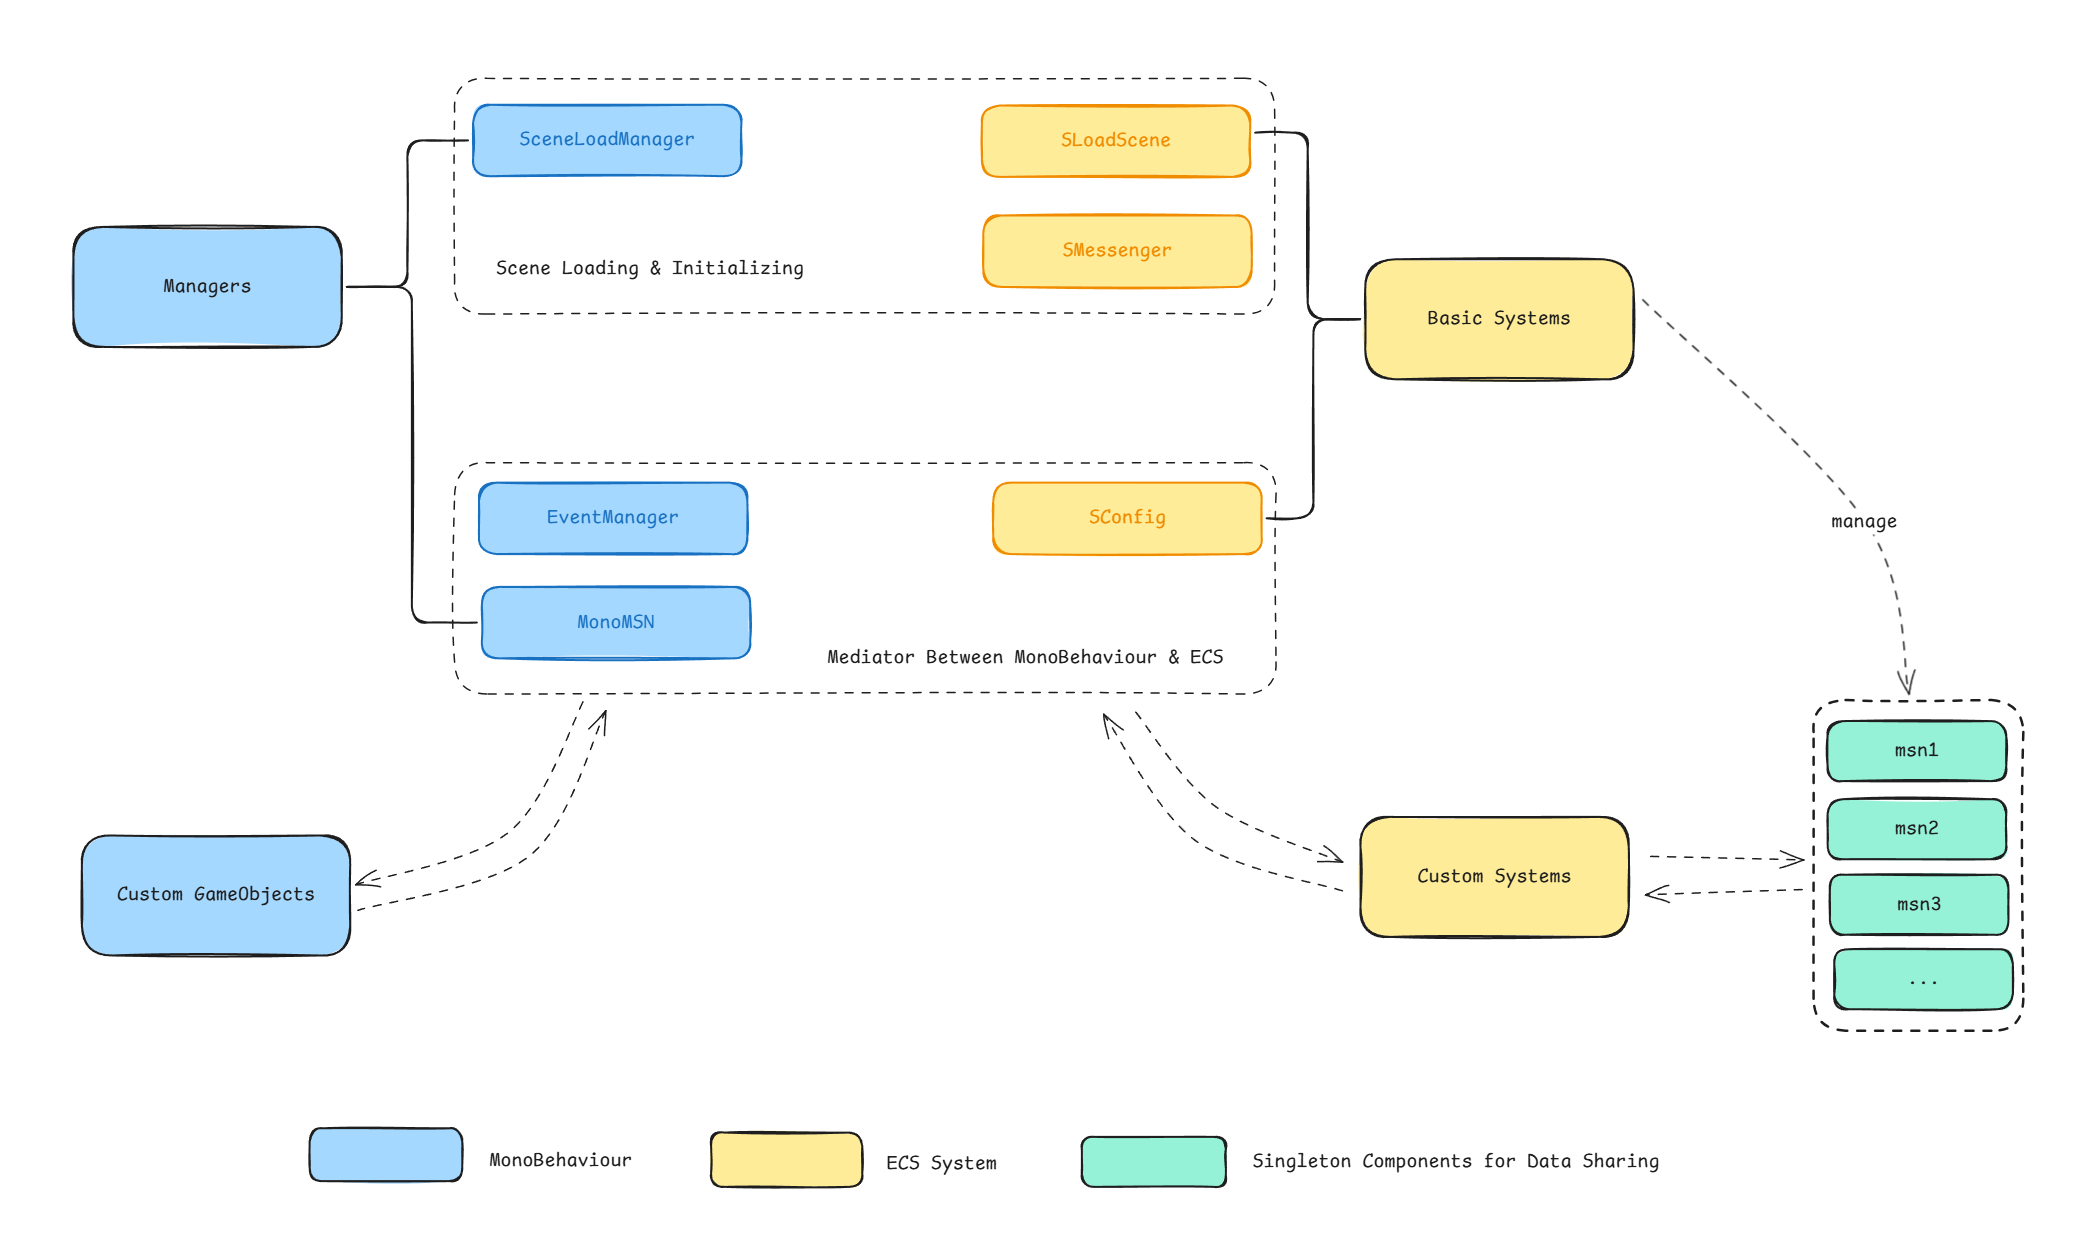 SceneLoadManager
SLoadScene
SMessenger
Scene Loading & Initializing
Managers
Basic Systems
EventManager
SConfig
manage
MonoMSN
Mediator Between MonoBehaviour & ECS
msn1
msn2
msn3
...
Custom GameObjects
Custom Systems
MonoBehaviour
ECS System
Singleton Components for Data Sharing